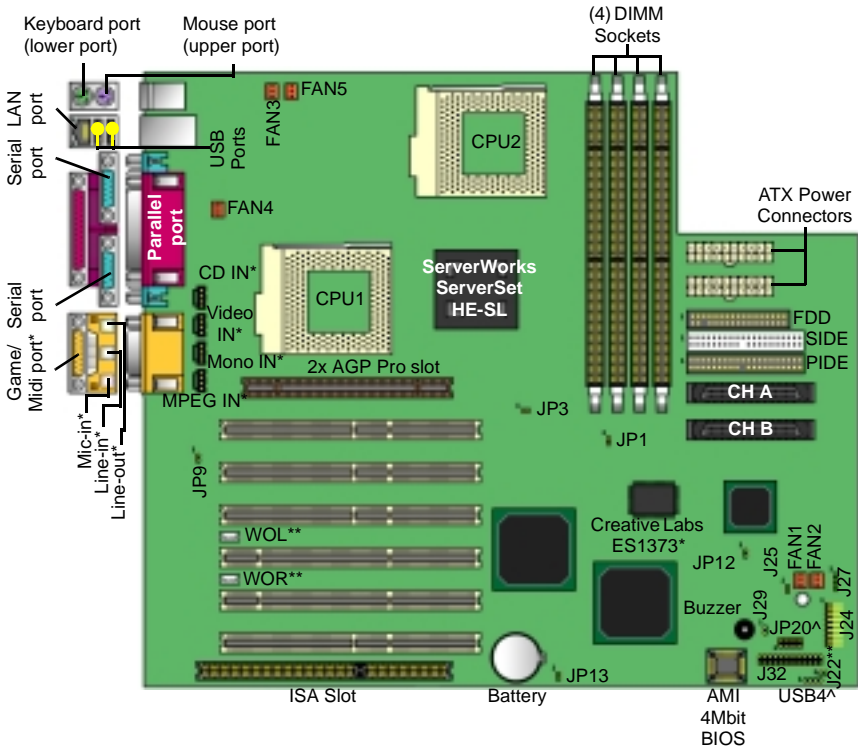 Keyboard port
(lower port)
Mouse port
(upper port)
(4) DIMM
Sockets
LAN
port
Serial
port
USB
Ports
FAN3
FAN5
CPU2
FAN4
Parallel
port
ATX Power
Connectors
CD IN*
Video
IN*
Mono IN*
MPEG IN*
CPU1
ServerWorks
ServerSet
HE-SL
Serial
port
Game/
Midi port*
FDD
SIDE
PIDE
CH A
CH B
2x AGP Pro slot
Mic-in*
Line-in*
Line-out*
JP3
JP1
JP9
WOL**
WOR**
Creative Labs
ES1373*
JP12
J25
FAN1
FAN2
J27
Buzzer
J29
JP20^
J24
J32
J22**
JP13
ISA Slot
Battery
AMI
4Mbit
BIOS
USB4^